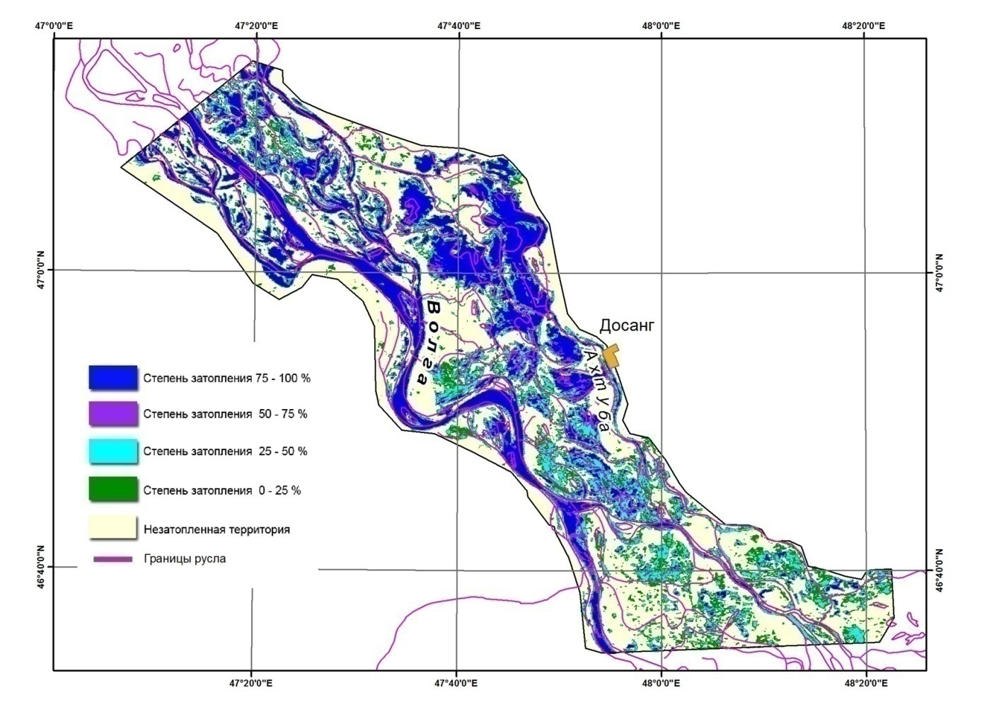 47°0'0"E 47°20'0"E 47°40'0"E 48°0'0"E 48°20'0"E
47°0'0"N
47°0'0"N
Волга
Досанг
Ахтуба
Степень затопления 75 - 100 %
Степень затопления 50 - 75 %
Степень затопления 25 - 50 %
Степень затопления 0 - 25 %
Незатопленная территория
Границы русла
46°40'0"N
46°40'0"N
47°20'0"E 47°40'0"E 48°0'0"E 48°20'0"E